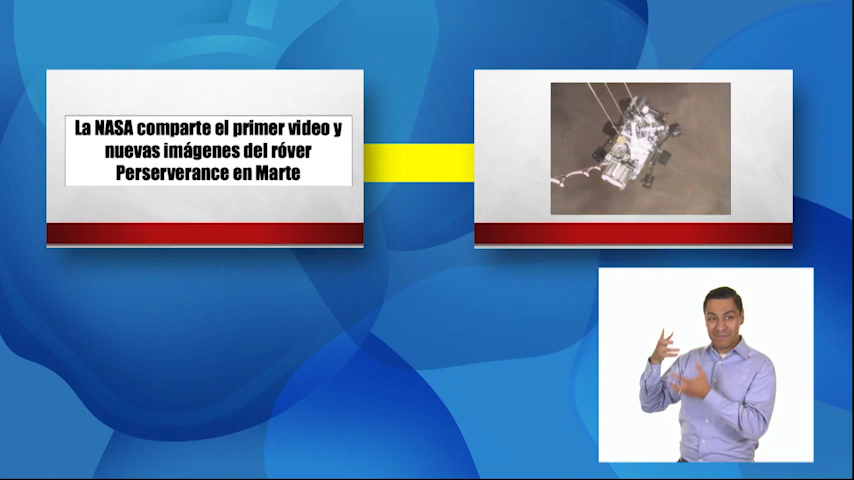 La NASA comparte el primer video y
nuevas imágenes del róver
Perserverance en Marte